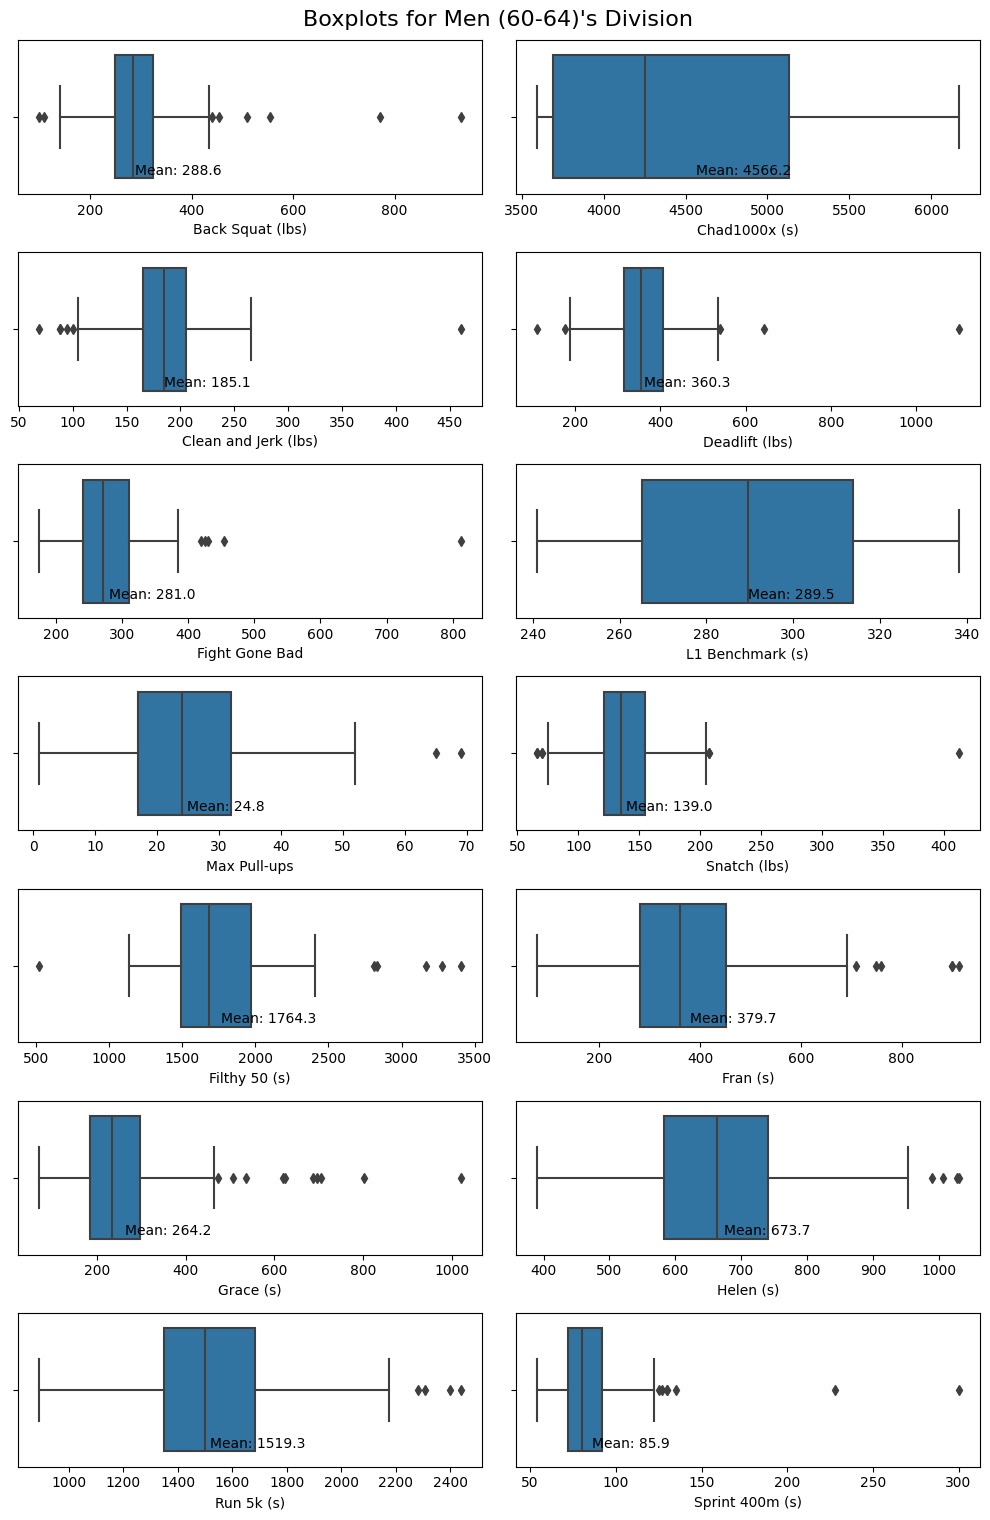 Boxplots for Men (60-64)'s Division
Mean: 288.6
200 400 600 800
Back Squat (lbs)
Mean: 4566.2
3500 4000 4500 5000 5500 6000
Chad1000x (s)
Mean: 185.1
50 100 150 200 250 300 350 400 450
Clean and Jerk (lbs)
Mean: 360.3
200 400 600 800 1000
Deadlift (lbs)
Mean: 281.0
200 300 400 500 600 700 800
Fight Gone Bad
Mean: 289.5
240 260 280 300 320 340
L1 Benchmark (s)
Mean: 24.8
0 10 20 30 40 50 60 70
Max Pull-ups
Mean: 139.0
50 100 150 200 250 300 350 400
Snatch (lbs)
Mean: 1764.3
500 1000 1500 2000 2500 3000 3500
Filthy 50 (s)
Mean: 379.7
200 400 600 800
Fran (s)
Mean: 264.2
200 400 600 800 1000
Grace (s)
Mean: 673.7
400 500 600 700 800 900 1000
Helen (s)
Mean: 1519.3
1000 1200 1400 1600 1800 2000 2200 2400
Run 5k (s)
Mean: 85.9
50 100 150 200 250 300
Sprint 400m (s)